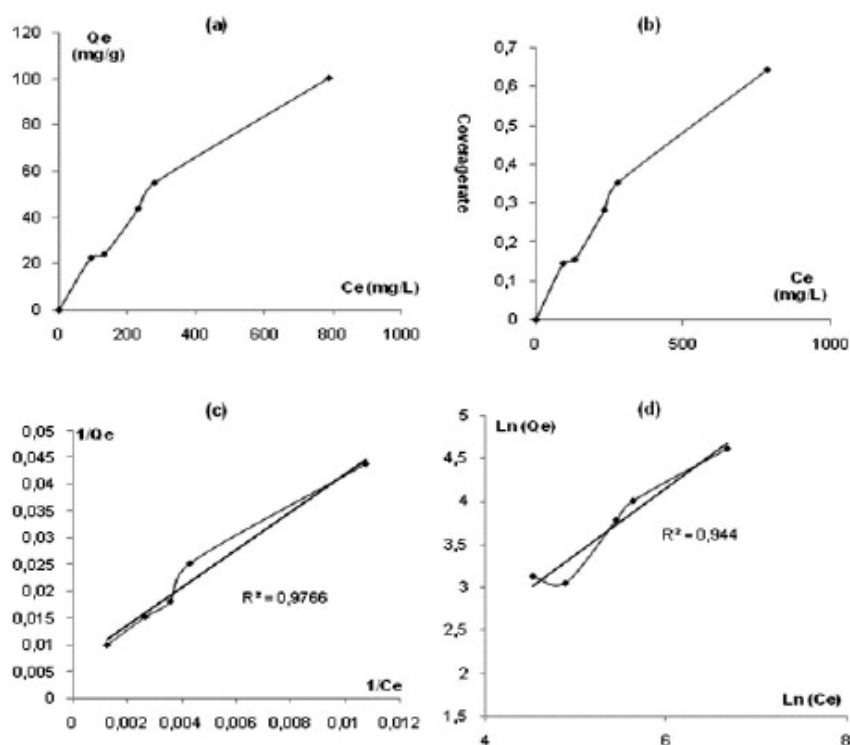 (a)
Qe
(mg/g)
120
100
80
60
40
20
0
Ce (mg/L)
0 200 400 600 800 1000
(b)
0,7
0,6
0,5
0,4
0,3
0,2
0,1
0
Coveragerate
Ce
(mg/L)
0 500 1000
(c)
1/Qe
0,05
0,045
0,04
0,035
0,03
0,025
0,02
0,015
0,01
0,005
0
R² = 0,9766
1/Ce
0 0,002 0,004 0,006 0,008 0,01 0,012
(d)
Ln (Qe)
5
4,5
4
3,5
3
2,5
2
1,5
R² = 0,944
Ln (Ce)
4 6 8